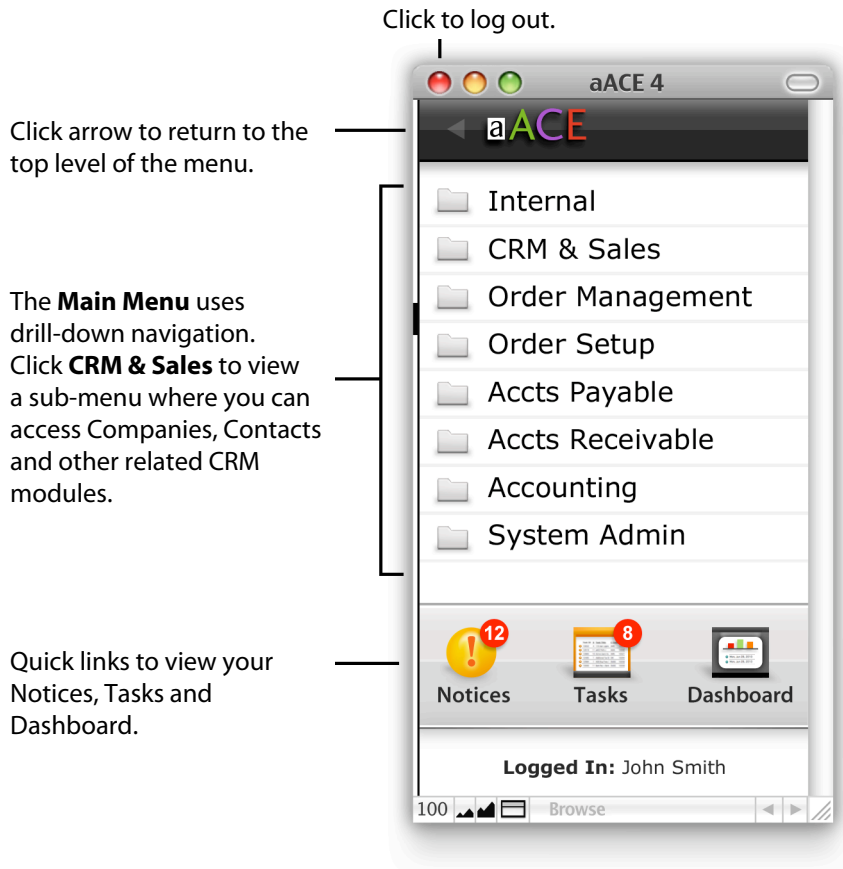 Click to log out.
aACE 4
Click arrow to return to the
top level of the menu.
aACE
Internal
CRM & Sales
Order Management
Order Setup
Accts Payable
Accts Receivable
Accounting
System Admin
The Main Menu uses
drill-down navigation.
Click CRM & Sales to view
a sub-menu where you can
access Companies, Contacts
and other related CRM
modules.
Quick links to view your
Notices, Tasks and
Dashboard.
12
8
Notices
Tasks
Dashboard
Logged In: John Smith
100
Browse